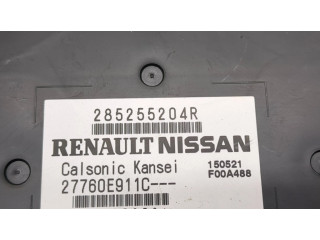 285255204R
RENAULT NISSAN
Calsonic Kansei 150521
27760E911C--- F00A488